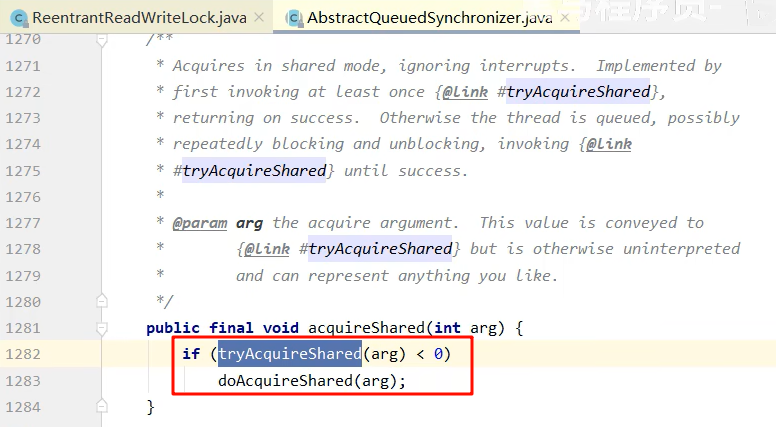 ReentrantReadWriteLock.java × AbstractQueuedSynchronizer.java ×
1270 /**
1271 * Acquires in shared mode, ignoring interrupts.  Implemented by
1272 * first invoking at least once {@link #tryAcquireShared},
1273 * returning on success.  Otherwise the thread is queued, possibly
1274 * repeatedly blocking and unblocking, invoking {@link
1275 * #tryAcquireShared} until success.
1276 *
1277 * @param arg the acquire argument.  This value is conveyed to
1278 *        {@link #tryAcquireShared} but is otherwise uninterpreted
1279 *        and can represent anything you like.
1280 */
1281 public final void acquireShared(int arg) {
1282     if (tryAcquireShared(arg) < 0)
1283         doAcquireShared(arg);
1284 }